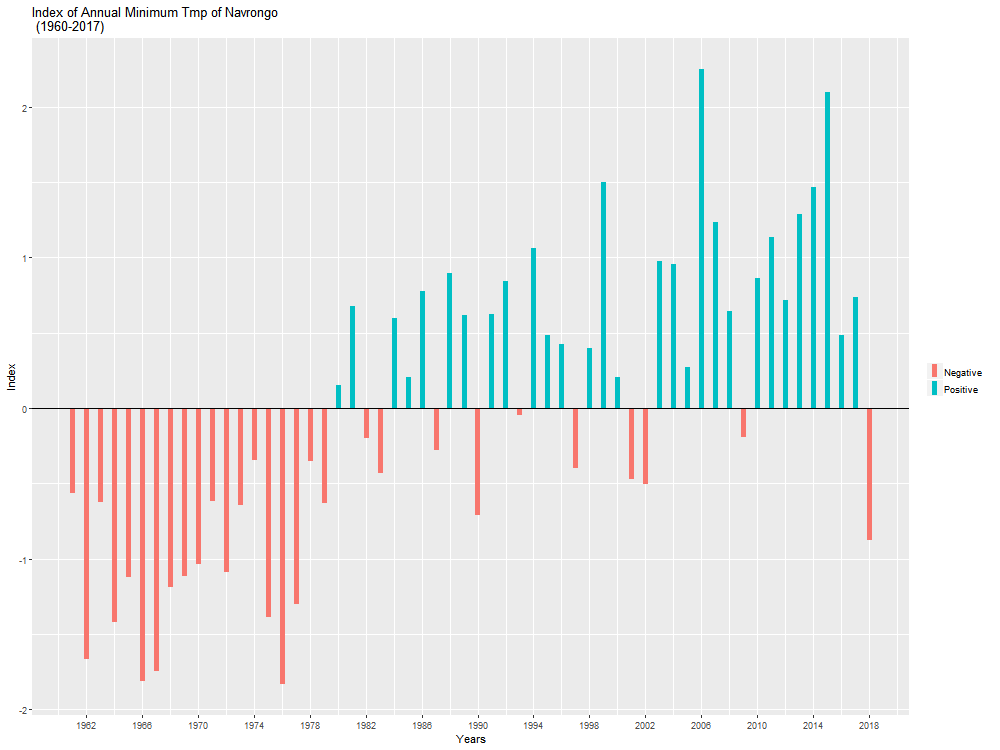 Index of Annual Minimum Tmp of Navrongo
(1960-2017)
2
1
0
-1
-2
Index
1962 1966 1970 1974 1978 1982 1986 1990 1994 1998 2002 2006 2010 2014 2018
Years
Negative
Positive